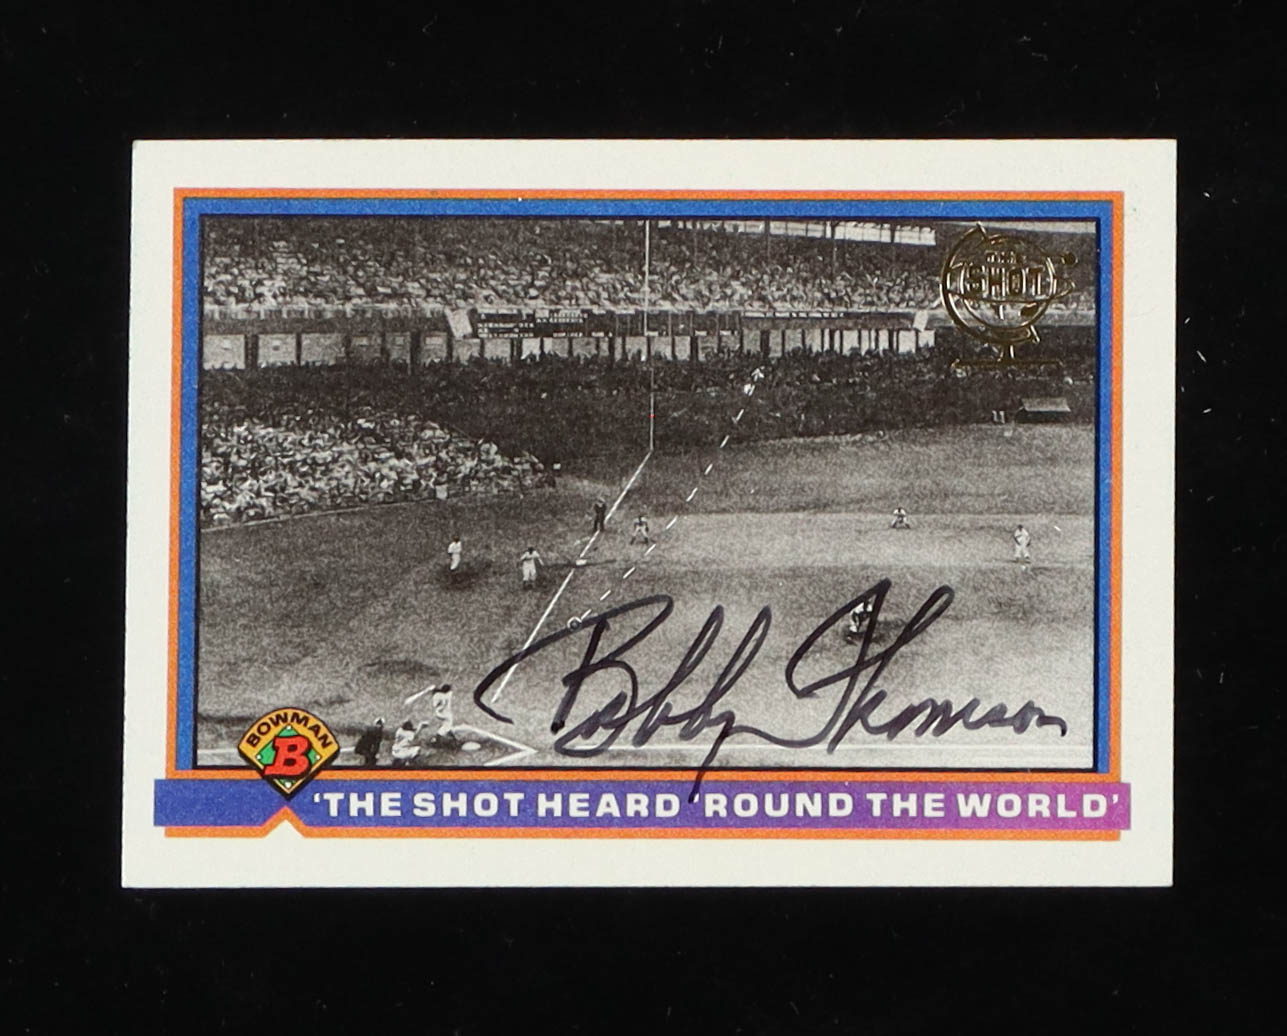 THE
SHOT
Bobby Thomson
BOWMAN
B
'THE SHOT HEARD 'ROUND THE WORLD'